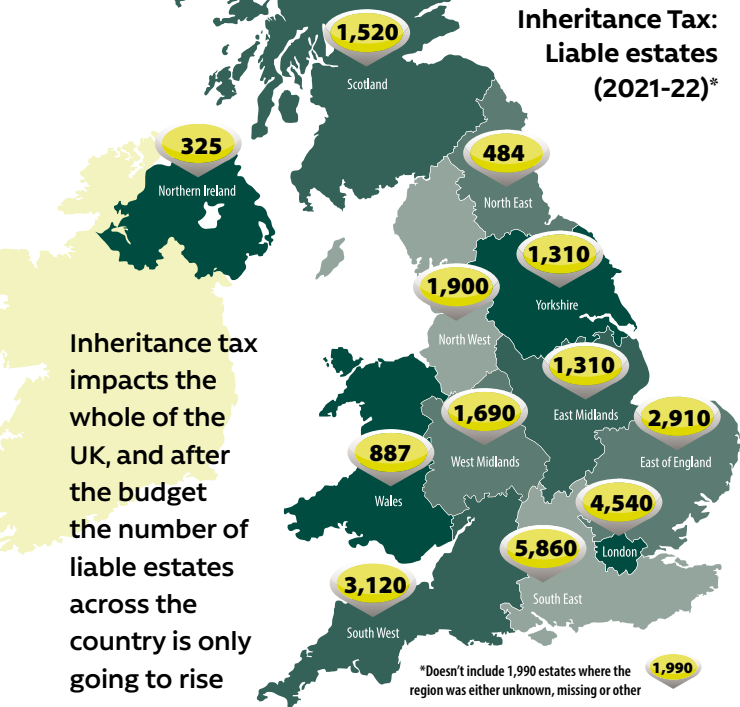 Inheritance Tax:
Liable estates
(2021-22)*
1,520
Scotland
325
Northern Ireland
484
North East
1,310
Yorkshire
1,900
North West
1,310
East Midlands
1,690
West Midlands
2,910
East of England
887
Wales
4,540
London
5,860
South East
3,120
South West
Inheritance tax
impacts the
whole of the
UK, and after
the budget
the number of
liable estates
across the
country is only
going to rise
*Doesn't include 1,990 estates where the
region was either unknown, missing or other
1,990